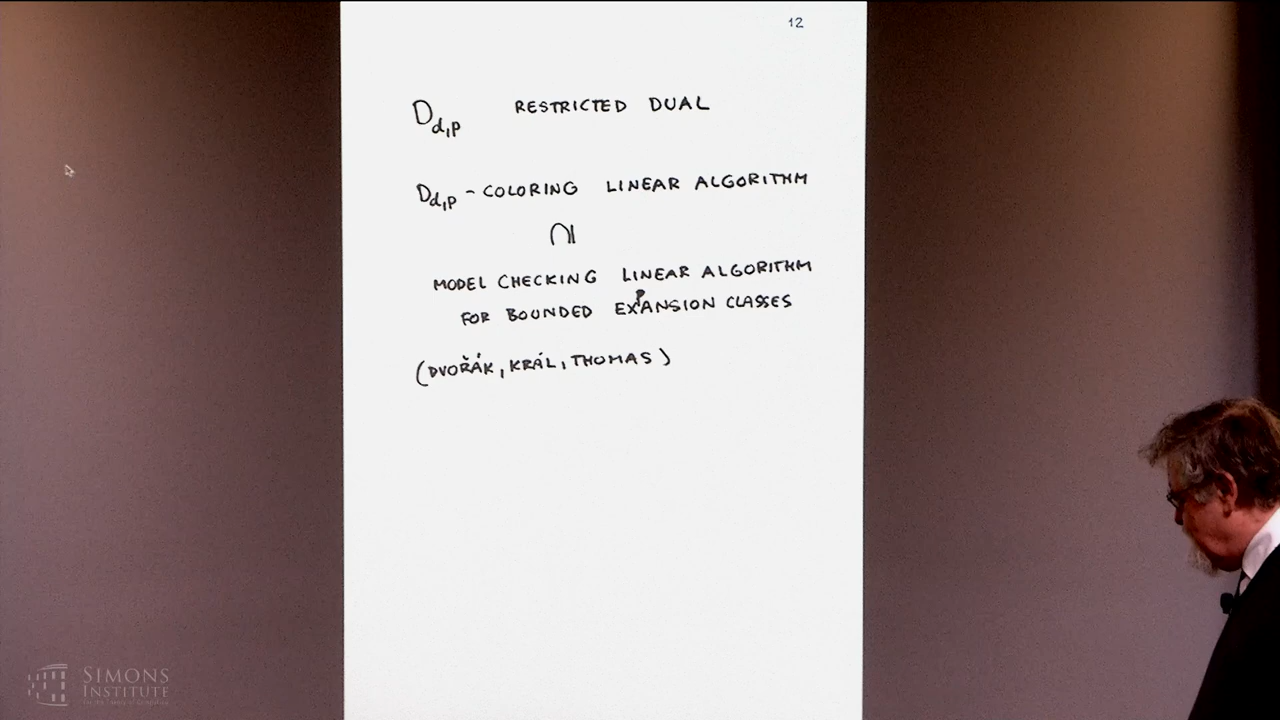 12
D_{d,p} RESTRICTED DUAL
D_{d,p} - COLORING LINEAR ALGORITHM
⋂|
MODEL CHECKING LINEAR ALGORITHM
FOR BOUNDED EXPANSION CLASSES
(DVOŘÁK, KRÁL, THOMAS)
SIMONS
INSTITUTE